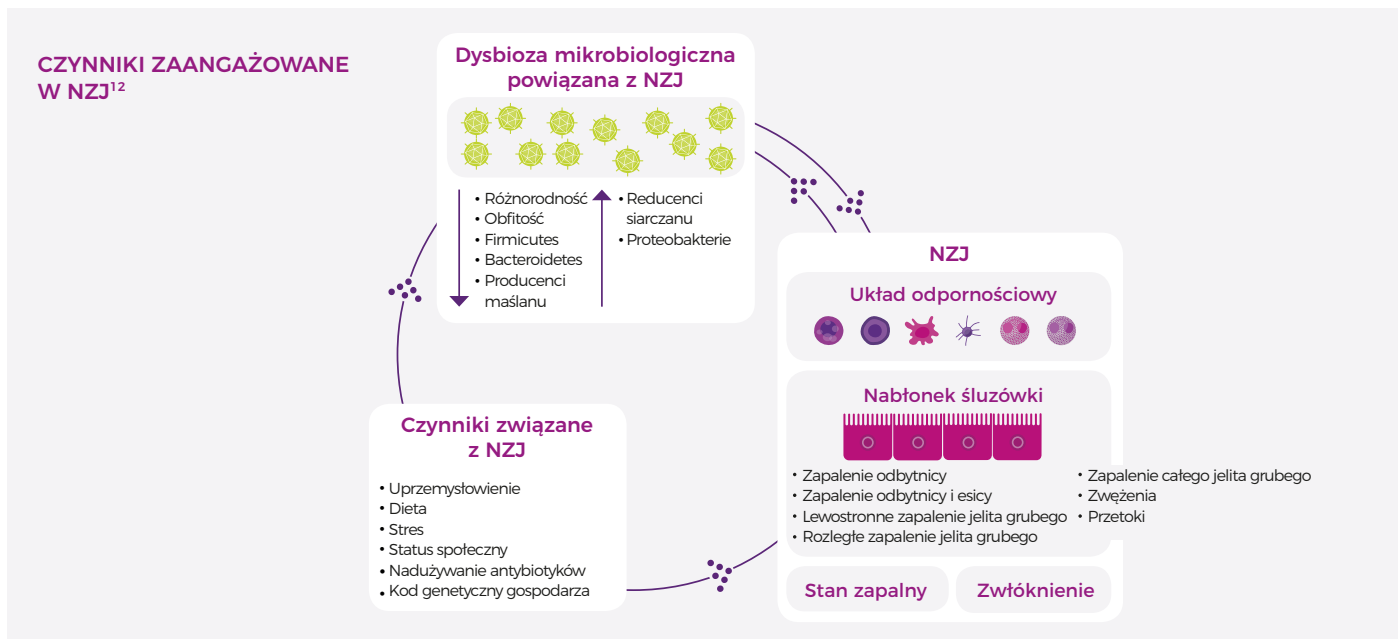 CZYNNIKI ZAANGAŻOWANE
W NZJ¹²
Dysbioza mikrobiologiczna
powiązana z NZJ
• Różnorodność
• Obfitość
• Firmicutes
• Bacteroidetes
• Producenci
maślanu
• Reducenci
siarczanu
• Proteobakterie
NZJ
Układ odpornościowy
Nabłonek śluzówki
• Zapalenie odbytnicy
• Zapalenie odbytnicy i esicy
• Lewostronne zapalenie jelita grubego
• Rozległe zapalenie jelita grubego
• Zapalenie całego jelita grubego
• Zwężenia
• Przetoki
Stan zapalny
Zwłóknienie
Czynniki związane
z NZJ
• Uprzemysłowienie
• Dieta
• Stres
• Status społeczny
• Nadużywanie antybiotyków
• Kod genetyczny gospodarza